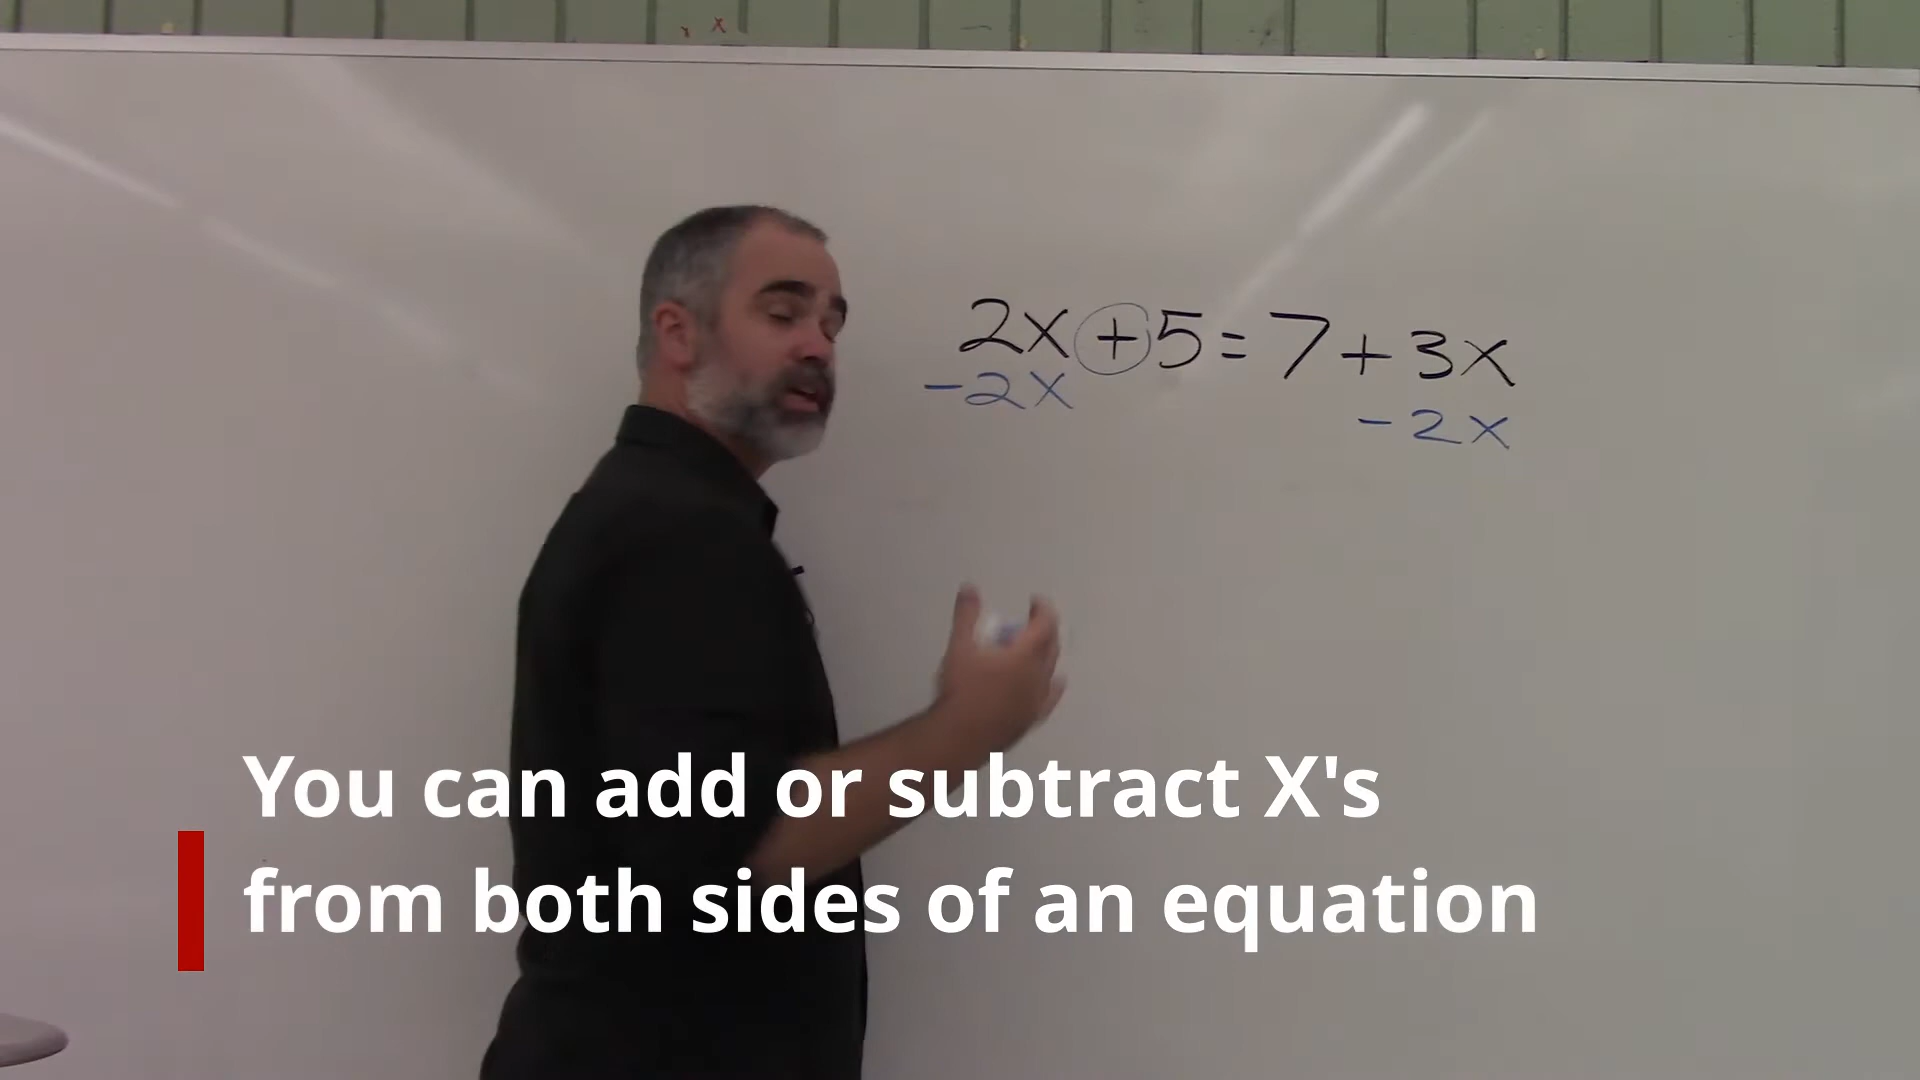 2x + 5 = 7 + 3x
-2x -2x
You can add or subtract X's
from both sides of an equation